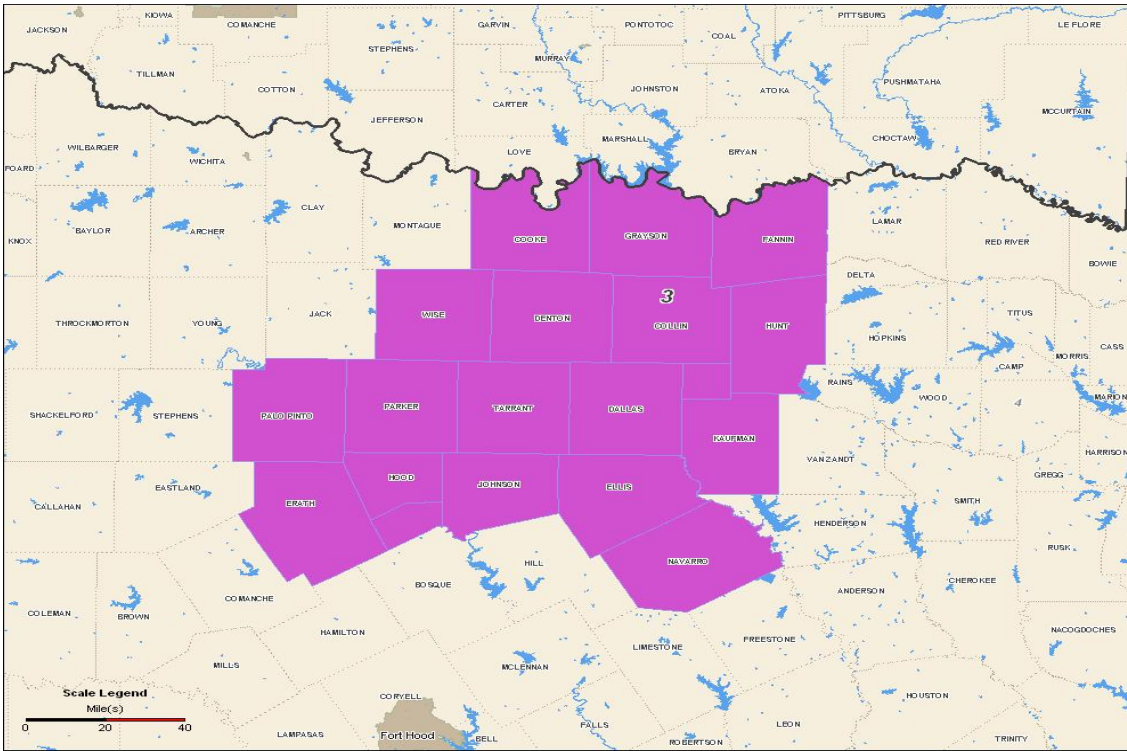 KIOWA
COMANCHE
GARVIN
PONTOTOC
PITTSBURG
LE FLORE
JACKSON
STEPHENS
COAL
MURRAY
TILLMAN
COTTON
JOHNSTON
ATOKA
PUSHMATAHA
CARTER
MCCURTAIN
JEFFERSON
MARSHALL
CHOCTAW
WILBARGER
WICHITA
LOVE
BRYAN
FOARD
CLAY
MONTAGUE
LAMAR
BAYLOR
ARCHER
COOKE
GRAYSON
FANNIN
KNOX
RED RIVER
BOWIE
DELTA
3
THROCKMORTON
YOUNG
JACK
WISE
DENTON
COLLIN
HUNT
TITUS
HOPKINS
CASS
MORRIS
CAMP
RAINS
WOOD
MARION
4
SHACKELFORD
STEPHENS
PALO PINTO
PARKER
TARRANT
DALLAS
KAUFMAN
VAN ZANDT
HARRISON
GREGG
HOOD
JOHNSON
ELLIS
EASTLAND
ERATH
SMITH
CALLAHAN
HENDERSON
RUSK
NAVARRO
HILL
BOSQUE
CHEROKEE
ANDERSON
COMANCHE
COLEMAN
BROWN
HAMILTON
NACOGDOCHES
FREESTONE
LIMESTONE
MILLS
MCLENNAN
HOUSTON
Scale Legend
Mile(s)
0 20 40
CORYELL
FALLS
LEON
LAMPASAS
Fort Hood
BELL
ROBERTSON
TRINITY